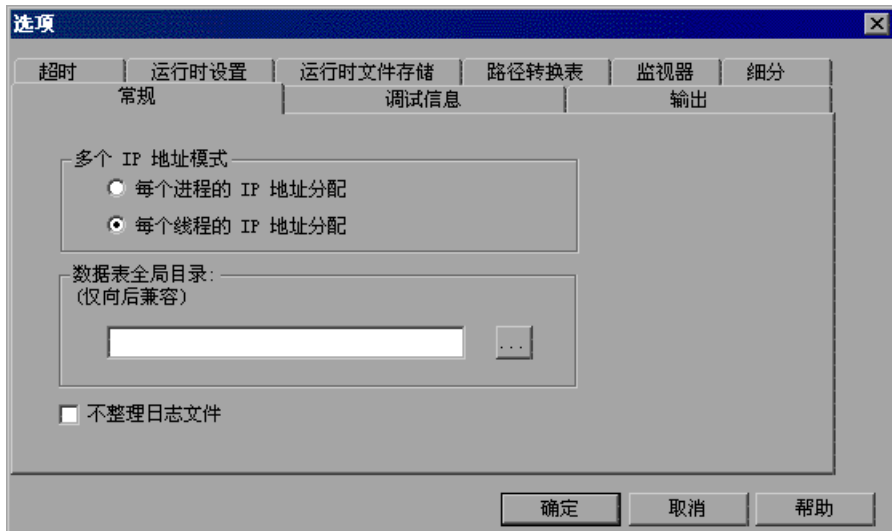 选项
超时 运行时设置 运行时文件存储 路径转换表 监视器 细分
常规 调试信息 输出
多个 IP 地址模式
每个进程的 IP 地址分配
每个线程的 IP 地址分配
数据表全局目录:
(仅向后兼容)
...
不整理日志文件
确定 取消 帮助